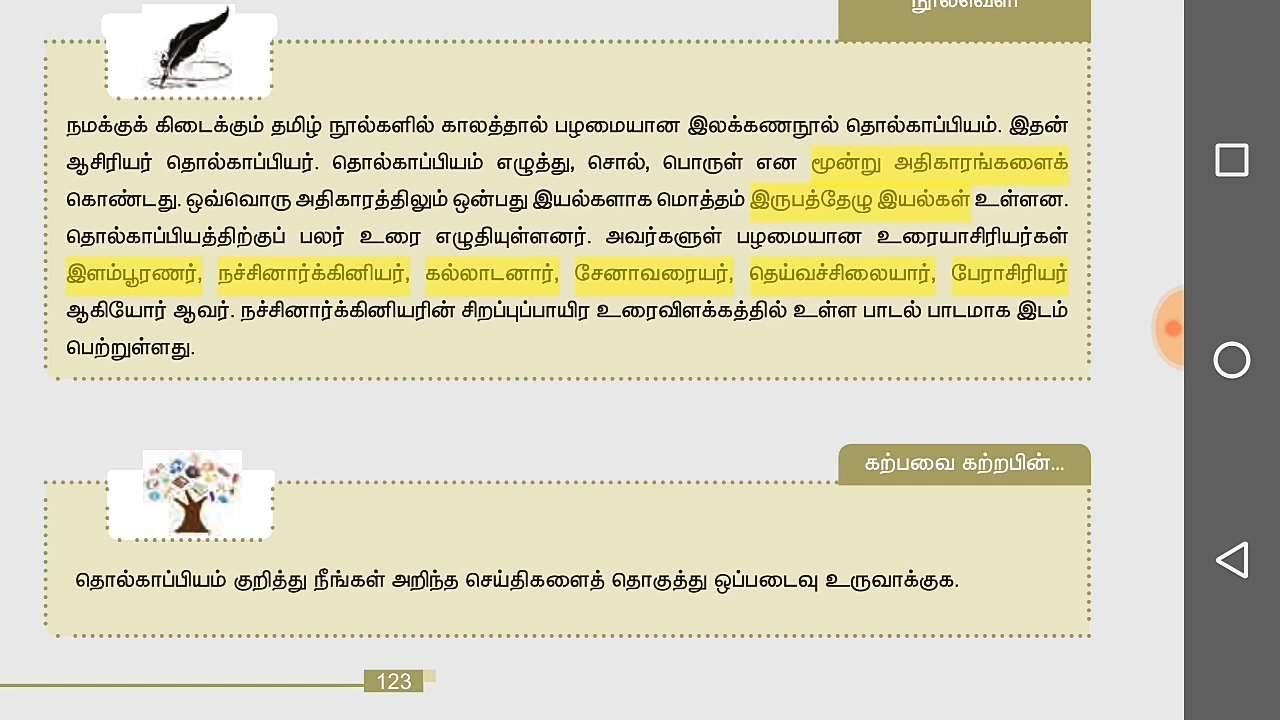 நூல்வெளி
நமக்குக் கிடைக்கும் தமிழ் நூல்களில் காலத்தால் பழமையான இலக்கணநூல் தொல்காப்பியம். இதன்
ஆசிரியர் தொல்காப்பியர். தொல்காப்பியம் எழுத்து, சொல், பொருள் என மூன்று அதிகாரங்களைக்
கொண்டது. ஒவ்வொரு அதிகாரத்திலும் ஒன்பது இயல்களாக மொத்தம் இருபத்தேழு இயல்கள் உள்ளன.
தொல்காப்பியத்திற்குப் பலர் உரை எழுதியுள்ளனர். அவர்களுள் பழமையான உரையாசிரியர்கள்
இளம்பூரணர், நச்சினார்க்கினியர், கல்லாடனார், சேனாவரையர், தெய்வச்சிலையார், பேராசிரியர்
ஆகியோர் ஆவர். நச்சினார்க்கினியரின் சிறப்புப்பாயிர உரைவிளக்கத்தில் உள்ள பாடல் பாடமாக இடம்
பெற்றுள்ளது.
கற்பவை கற்றபின்...
தொல்காப்பியம் குறித்து நீங்கள் அறிந்த செய்திகளைத் தொகுத்து ஒப்படைவு உருவாக்குக.
123